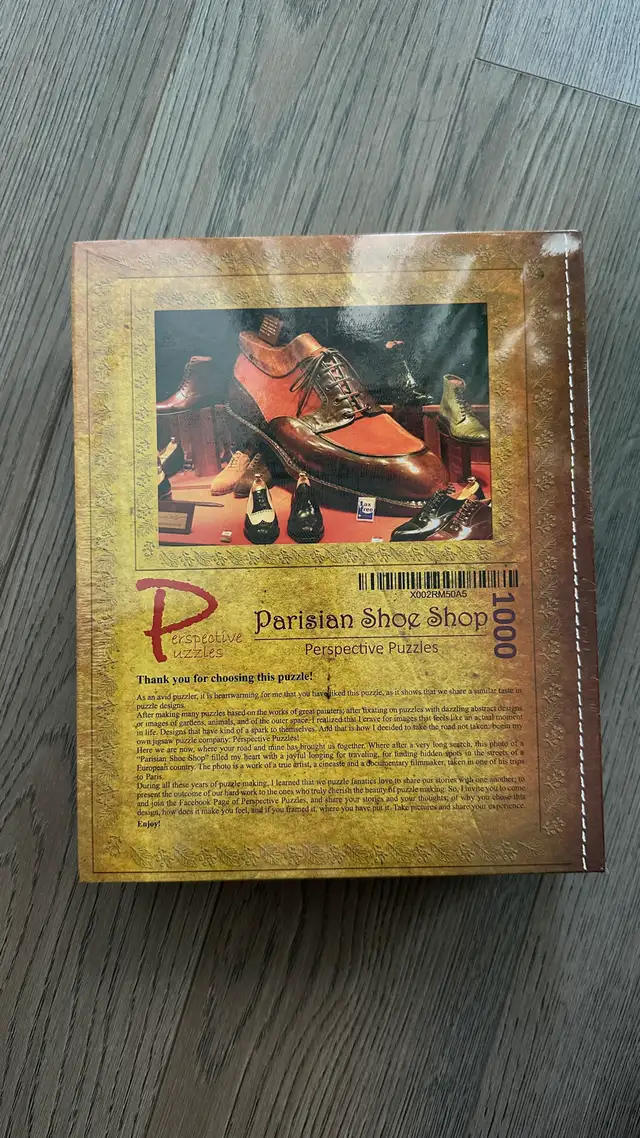 Tax
free
X002RM50A5
Perspective
Puzzles
Parisian Shoe Shop
1000
Perspective Puzzles
Thank you for choosing this puzzle!
As an avid puzzler, it is heartwarming for me that you have liked this puzzle, as it shows that we share a similar taste in
puzzle designs.
After making many puzzles based on the works of great painters, after fixating on puzzles with dazzling abstract designs
or images of gardens, animals, and of the outer space, I realized that I crave for images that feels like an actual moment
in life. Designs that have kind of a spark to themselves. And that is how I decided to take the road not taken: begin my
own jigsaw puzzle company: Perspective Puzzles!
Here we are now, where your road and mine has brought us together. Where after a very long search, this photo of a
"Parisian Shoe Shop" filled my heart with a joyful longing for traveling, for finding hidden spots in the streets of a
European country. The photo is a work of a true artist, a cineaste and a documentary filmmaker, taken in one of his trips
to Paris.
During all these years of puzzle making, I learned that we puzzle fanatics love to share our stories with one another; to
present the outcome of our hard work to the ones who truly cherish the beauty of puzzle making. So, I invite you to come
and join the Facebook Page of Perspective Puzzles, and share your stories and your thoughts; of why you chose this
design, how does it make you feel, and if you framed it, where you have put it. Take pictures and share your experience.
Enjoy!